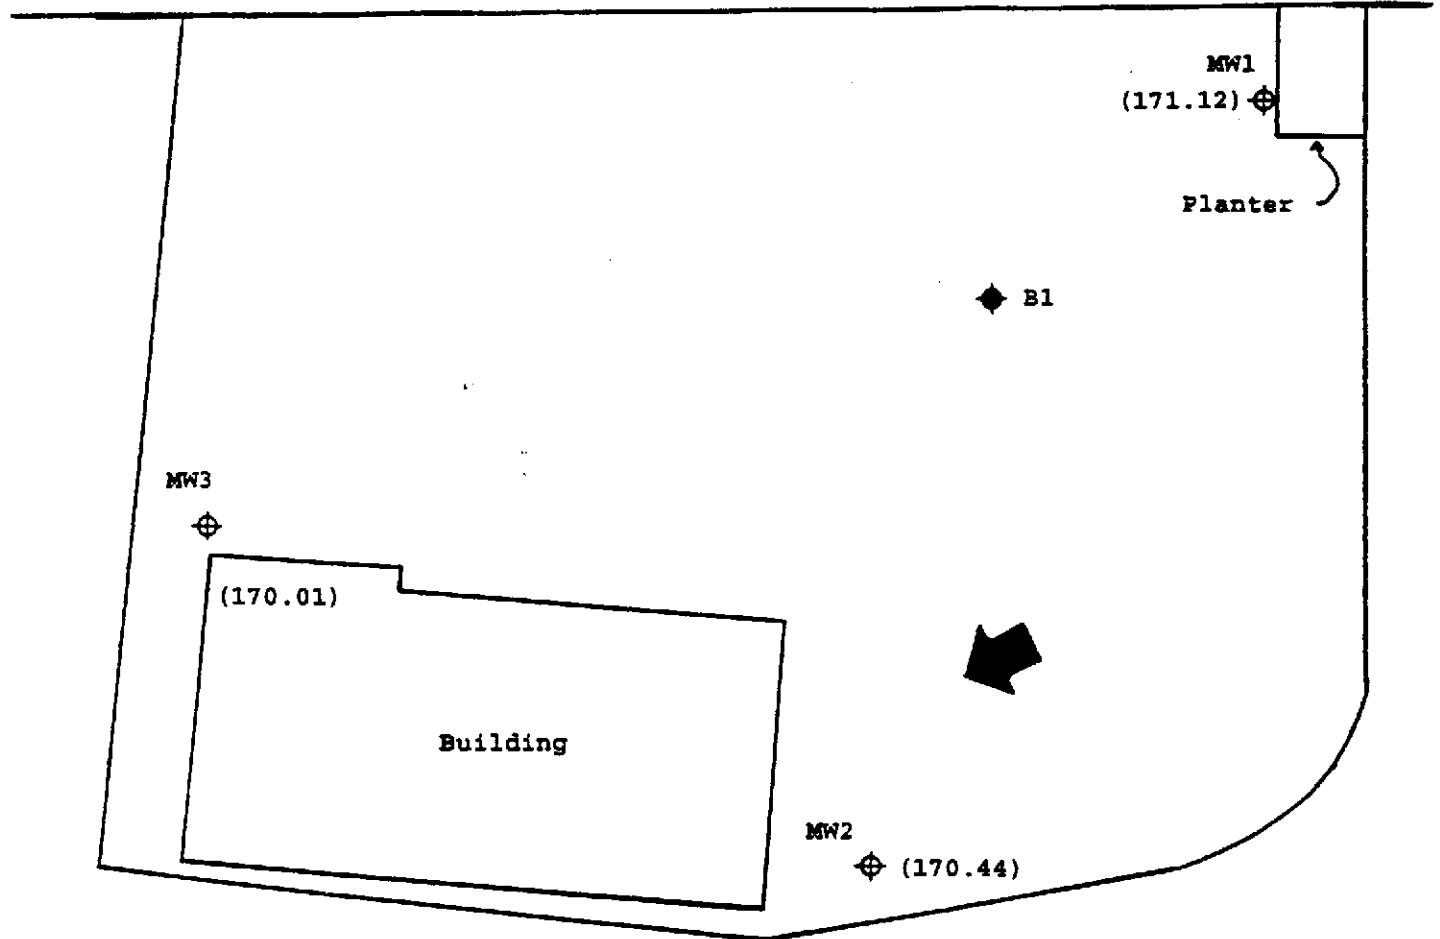 MW1
(171.12)
Planter
B1
MW3
(170.01)
Building
MW2
(170.44)